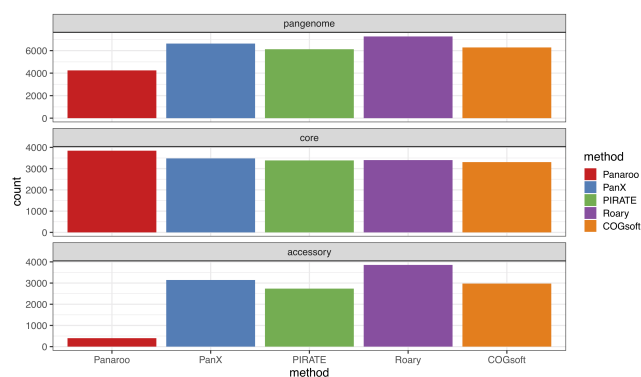 pangenome
6000
4000
2000
0
core
4000
3000
2000
1000
0
accessory
4000
3000
2000
1000
0
count
Panaroo PanX PIRATE Roary COGsoft
method
method
Panaroo
PanX
PIRATE
Roary
COGsoft